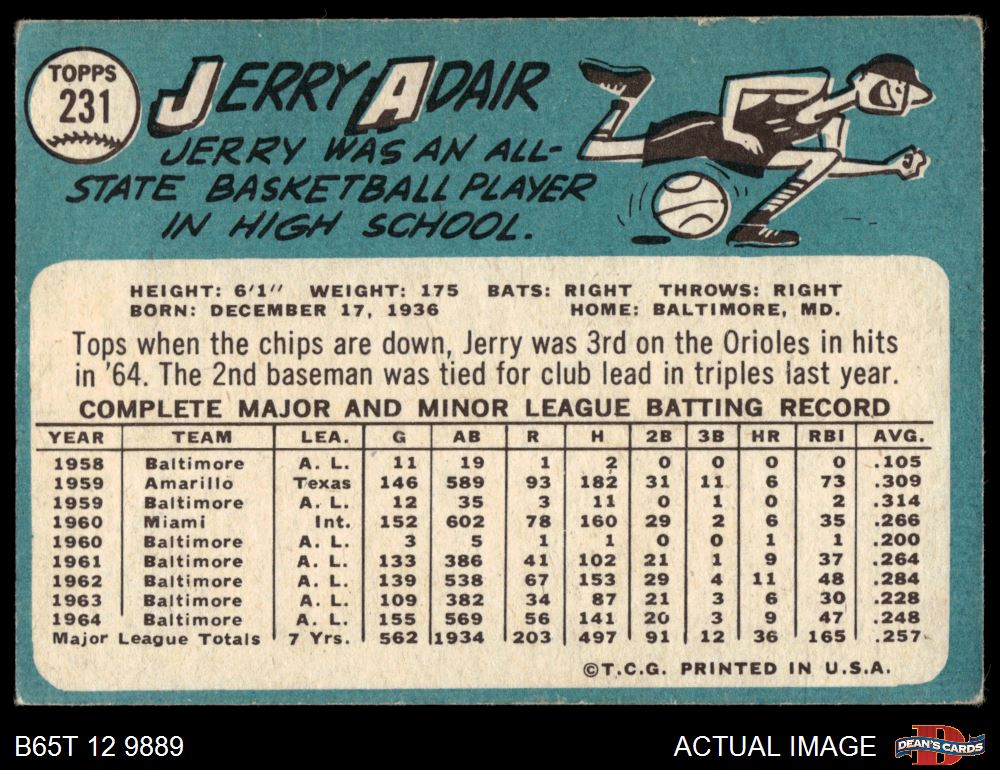 TOPPS
231
JERRY ADAIR
JERRY WAS AN ALL-
STATE BASKETBALL PLAYER
IN HIGH SCHOOL.
HEIGHT: 6'1" WEIGHT: 175 BATS: RIGHT THROWS: RIGHT
BORN: DECEMBER 17, 1936 HOME: BALTIMORE, MD.
Tops when the chips are down, Jerry was 3rd on the Orioles in hits
in '64. The 2nd baseman was tied for club lead in triples last year.
COMPLETE MAJOR AND MINOR LEAGUE BATTING RECORD
YEAR TEAM LEA. G AB R H 2B 3B HR RBI AVG.
1958 Baltimore A. L. 11 19 1 2 0 0 0 0 .105
1959 Amarillo Texas 146 589 93 182 31 11 6 73 .309
1959 Baltimore A. L. 12 35 3 11 0 1 0 2 .314
1960 Miami Int. 152 602 78 160 29 2 6 35 .266
1960 Baltimore A. L. 3 5 1 1 0 0 1 1 .200
1961 Baltimore A. L. 133 386 41 102 21 1 9 37 .264
1962 Baltimore A. L. 139 538 67 153 29 4 11 48 .284
1963 Baltimore A. L. 109 382 34 87 21 3 6 30 .228
1964 Baltimore A. L. 155 569 56 141 20 3 9 47 .248
Major League Totals 7 Yrs. 562 1934 203 497 91 12 36 165 .257
©T.C.G. PRINTED IN U.S.A.
B65T 12 9889
ACTUAL IMAGE
DEAN'S CARDS